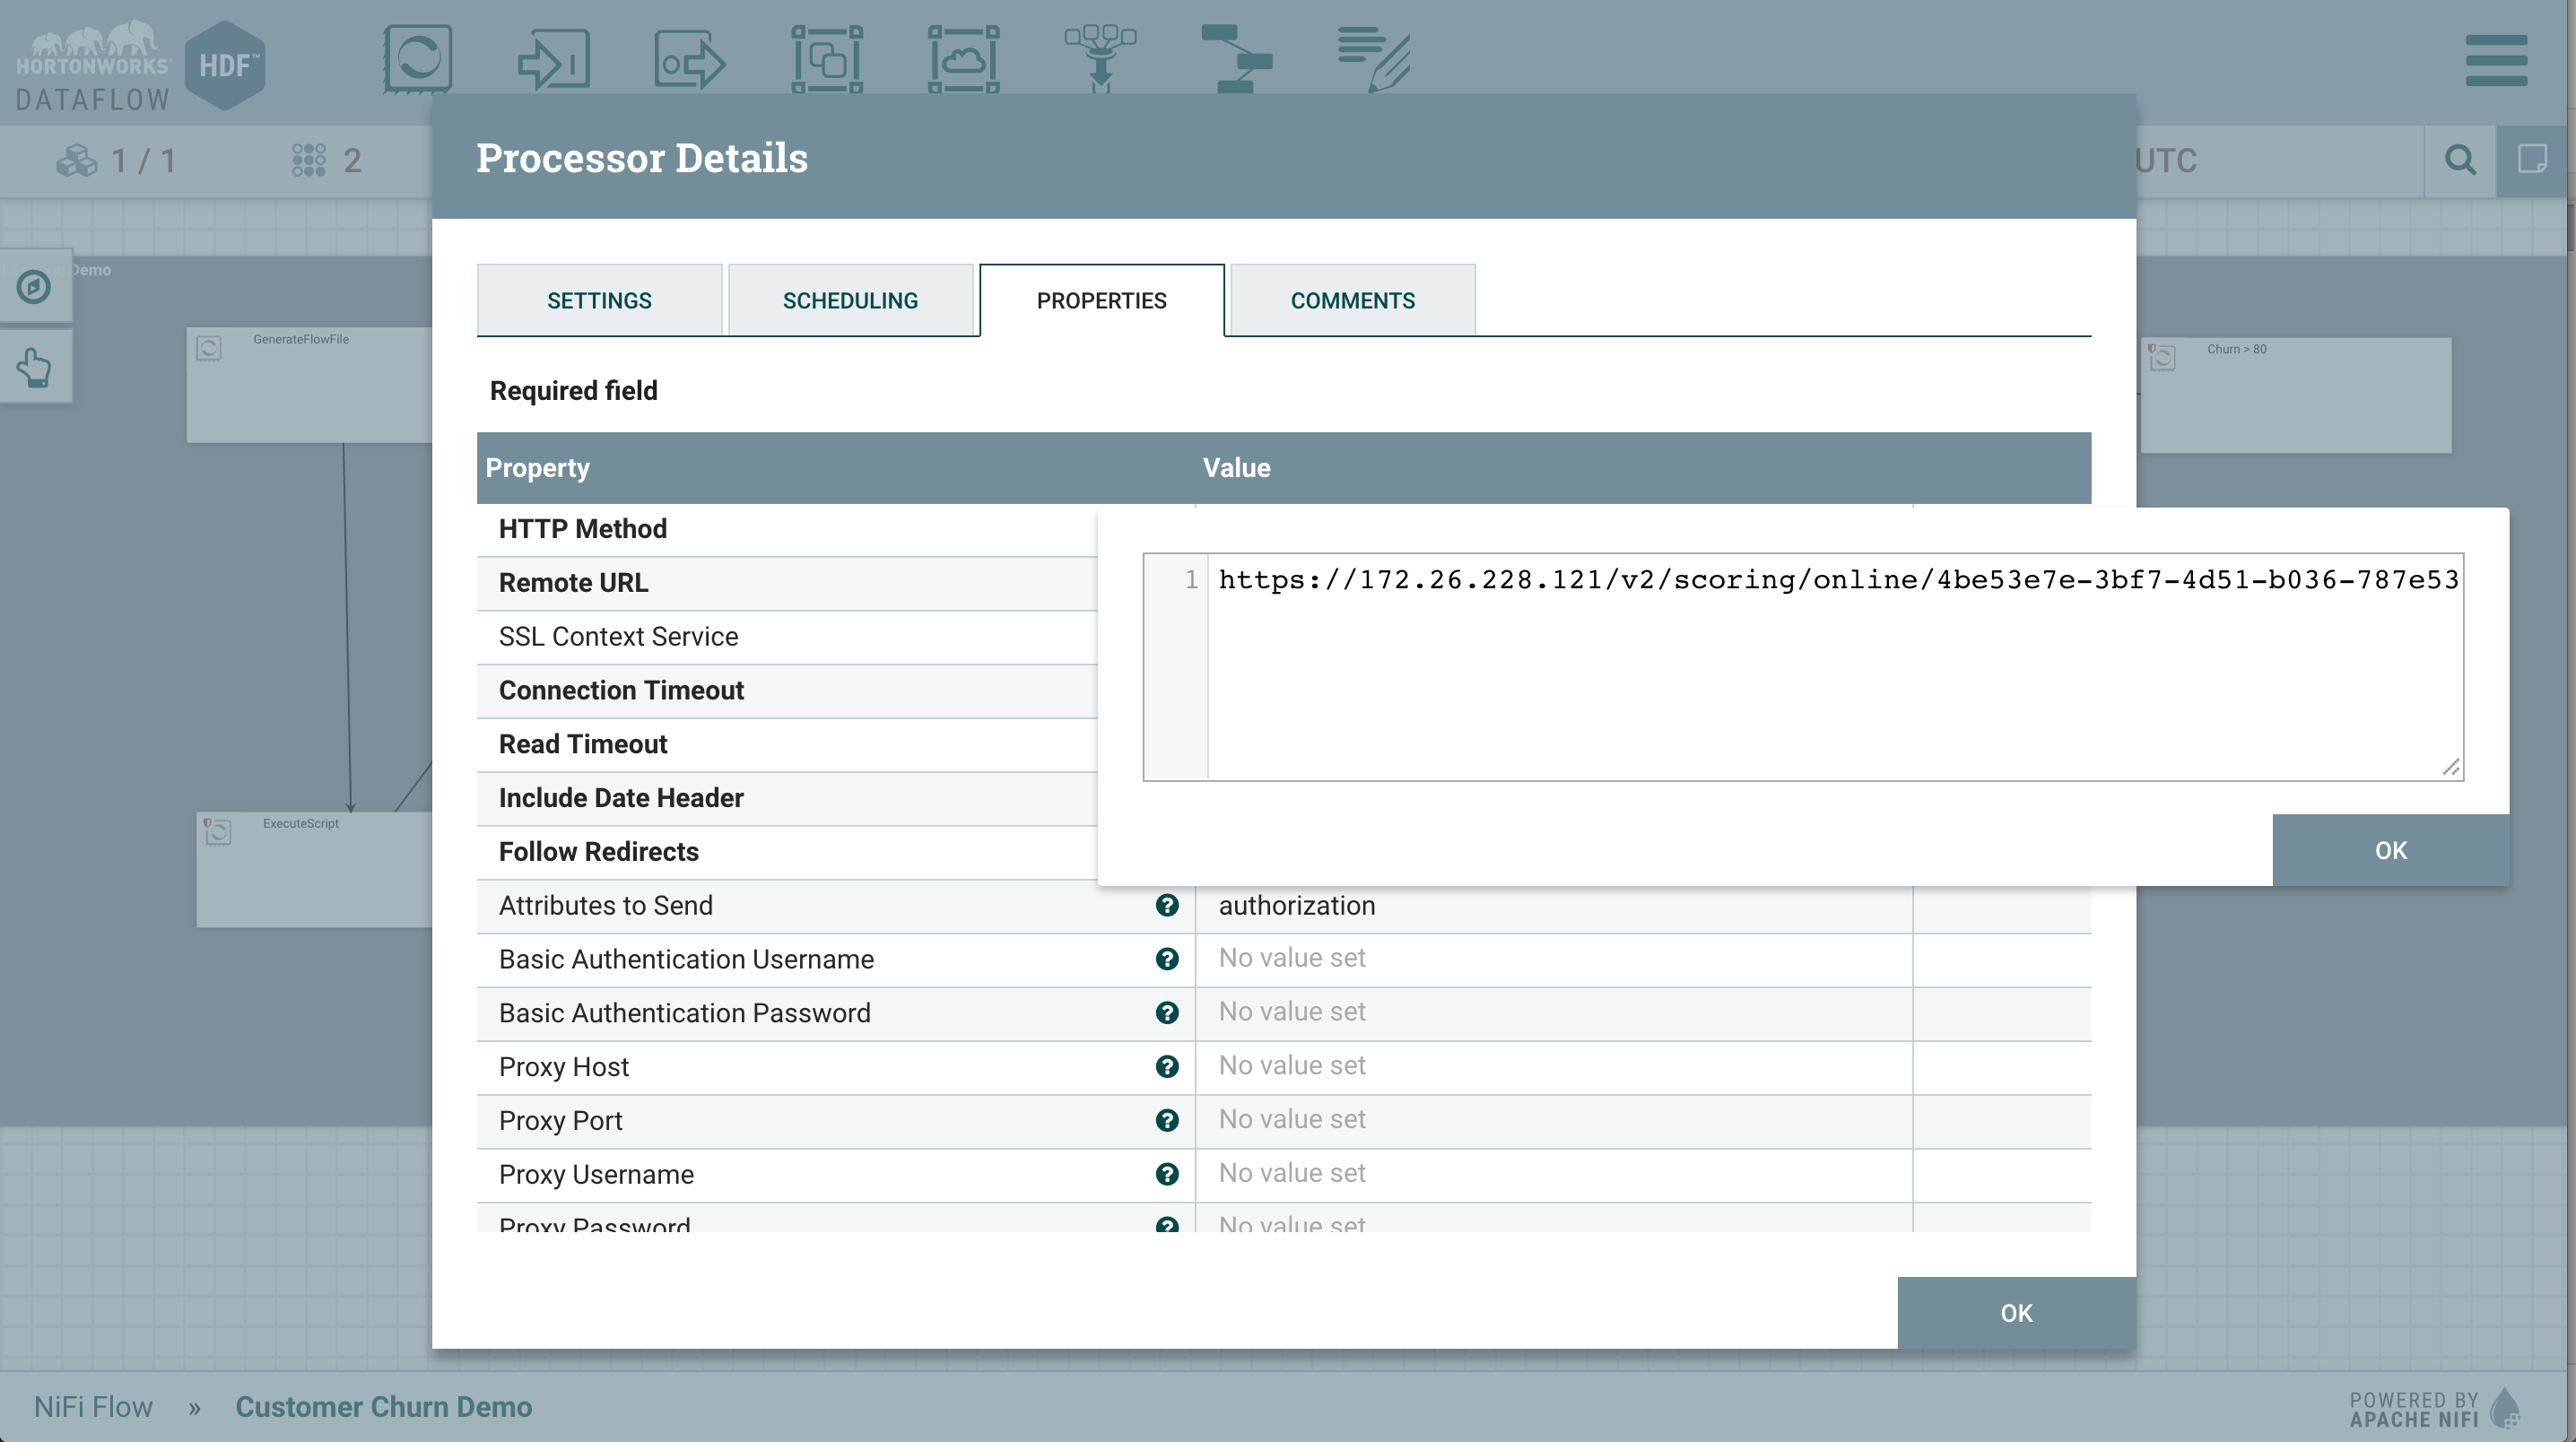 HORTONWORKS
DATAFLOW
HDF™
1 / 1
2
UTC
Demo
GenerateFlowFile
ExecuteScript
Churn > 80
Processor Details
SETTINGS
SCHEDULING
PROPERTIES
COMMENTS
Required field
Property Value
HTTP Method
Remote URL
SSL Context Service
Connection Timeout
Read Timeout
Include Date Header
Follow Redirects
1 https://172.26.228.121/v2/scoring/online/4be53e7e-3bf7-4d51-b036-787e53
OK
Attributes to Send ? authorization
Basic Authentication Username ? No value set
Basic Authentication Password ? No value set
Proxy Host ? No value set
Proxy Port ? No value set
Proxy Username ? No value set
Proxy Password ? No value set
OK
NiFi Flow » Customer Churn Demo
POWERED BY
APACHE NIFI